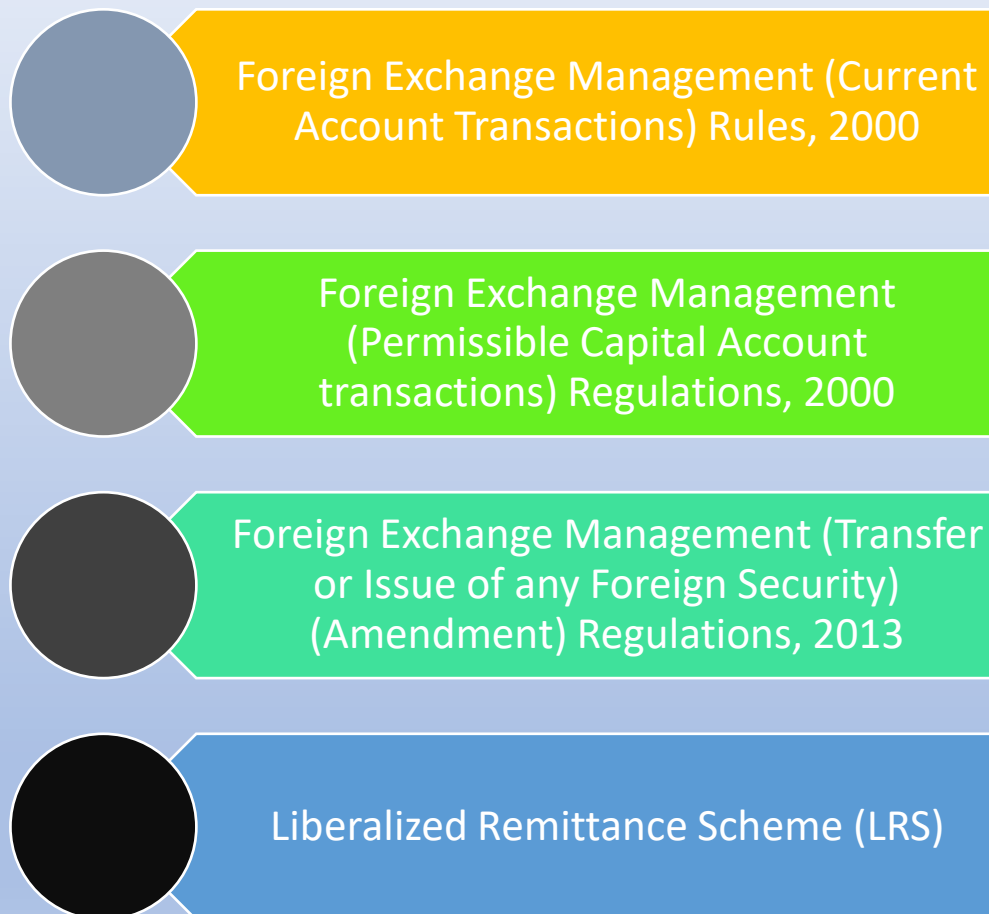 Foreign Exchange Management (Current
Account Transactions) Rules, 2000
Foreign Exchange Management
(Permissible Capital Account
transactions) Regulations, 2000
Foreign Exchange Management (Transfer
or Issue of any Foreign Security)
(Amendment) Regulations, 2013
Liberalized Remittance Scheme (LRS)